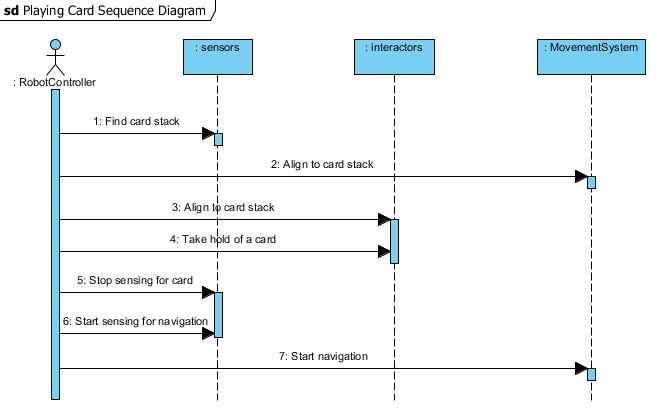 sd Playing Card Sequence Diagram
: sensors
: interactors
: MovementSystem
: RobotController
1: Find card stack
2: Align to card stack
3: Align to card stack
4: Take hold of a card
5: Stop sensing for card
6: Start sensing for navigation
7: Start navigation